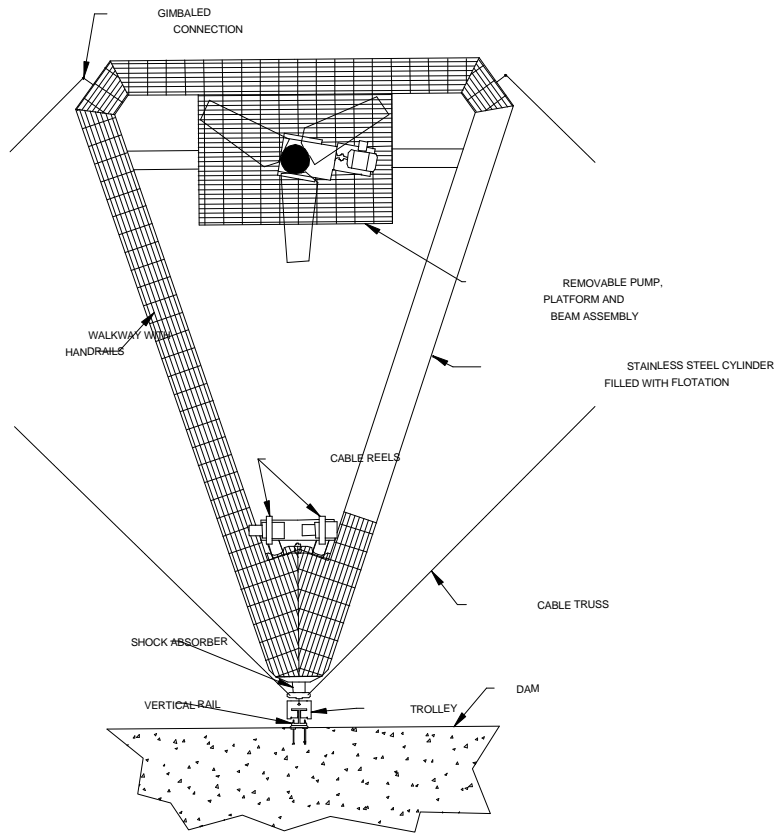 GIMBALED
CONNECTION
REMOVABLE PUMP,
PLATFORM AND
BEAM ASSEMBLY
WALKWAY WITH
HANDRAILS
STAINLESS STEEL CYLINDER
FILLED WITH FLOTATION
CABLE REELS
CABLE TRUSS
SHOCK ABSORBER
DAM
VERTICAL RAIL
TROLLEY